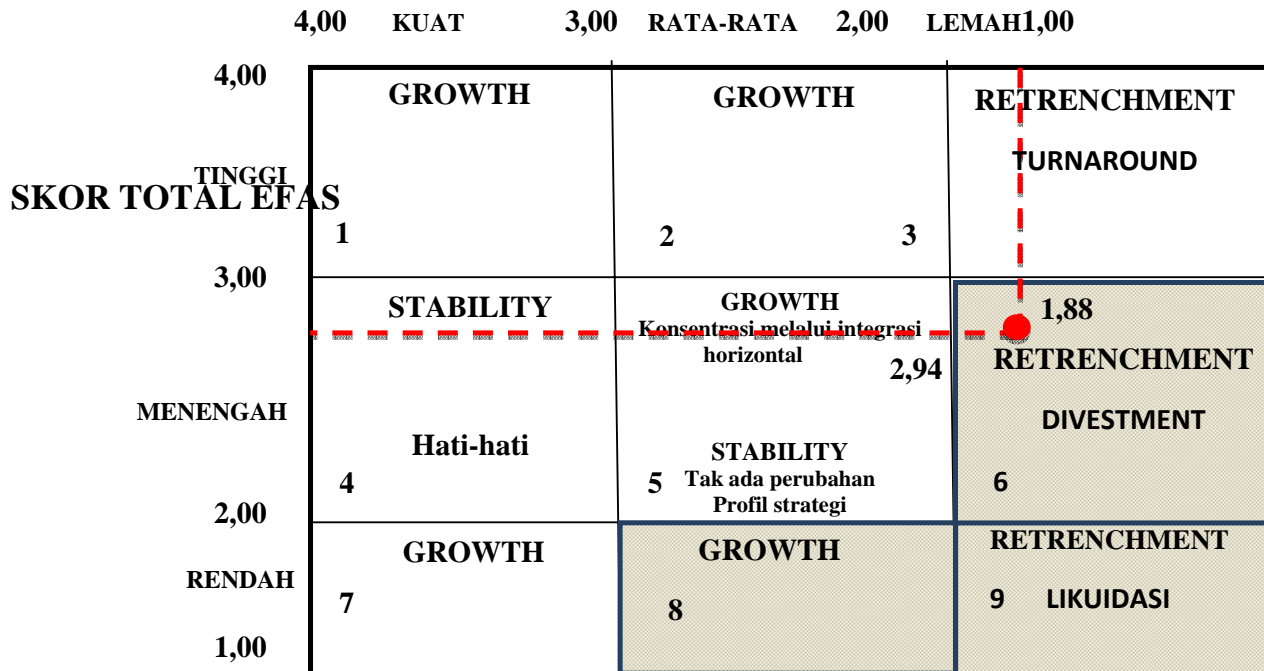 4,00 KUAT 3,00 RATA-RATA 2,00 LEMAH 1,00
4,00
GROWTH GROWTH RETRENCHMENT
TURNAROUND
TINGGI
SKOR TOTAL EFAS
1 2 3
3,00
STABILITY GROWTH 1,88
Konsentrasi melalui integrasi
horizontal
2,94 RETRENCHMENT
MENENGAH DIVESTMENT
Hati-hati STABILITY
4 5 Tak ada perubahan 6
Profil strategi
2,00
GROWTH GROWTH RETRENCHMENT
RENDAH
7 8 9 LIKUIDASI
1,00